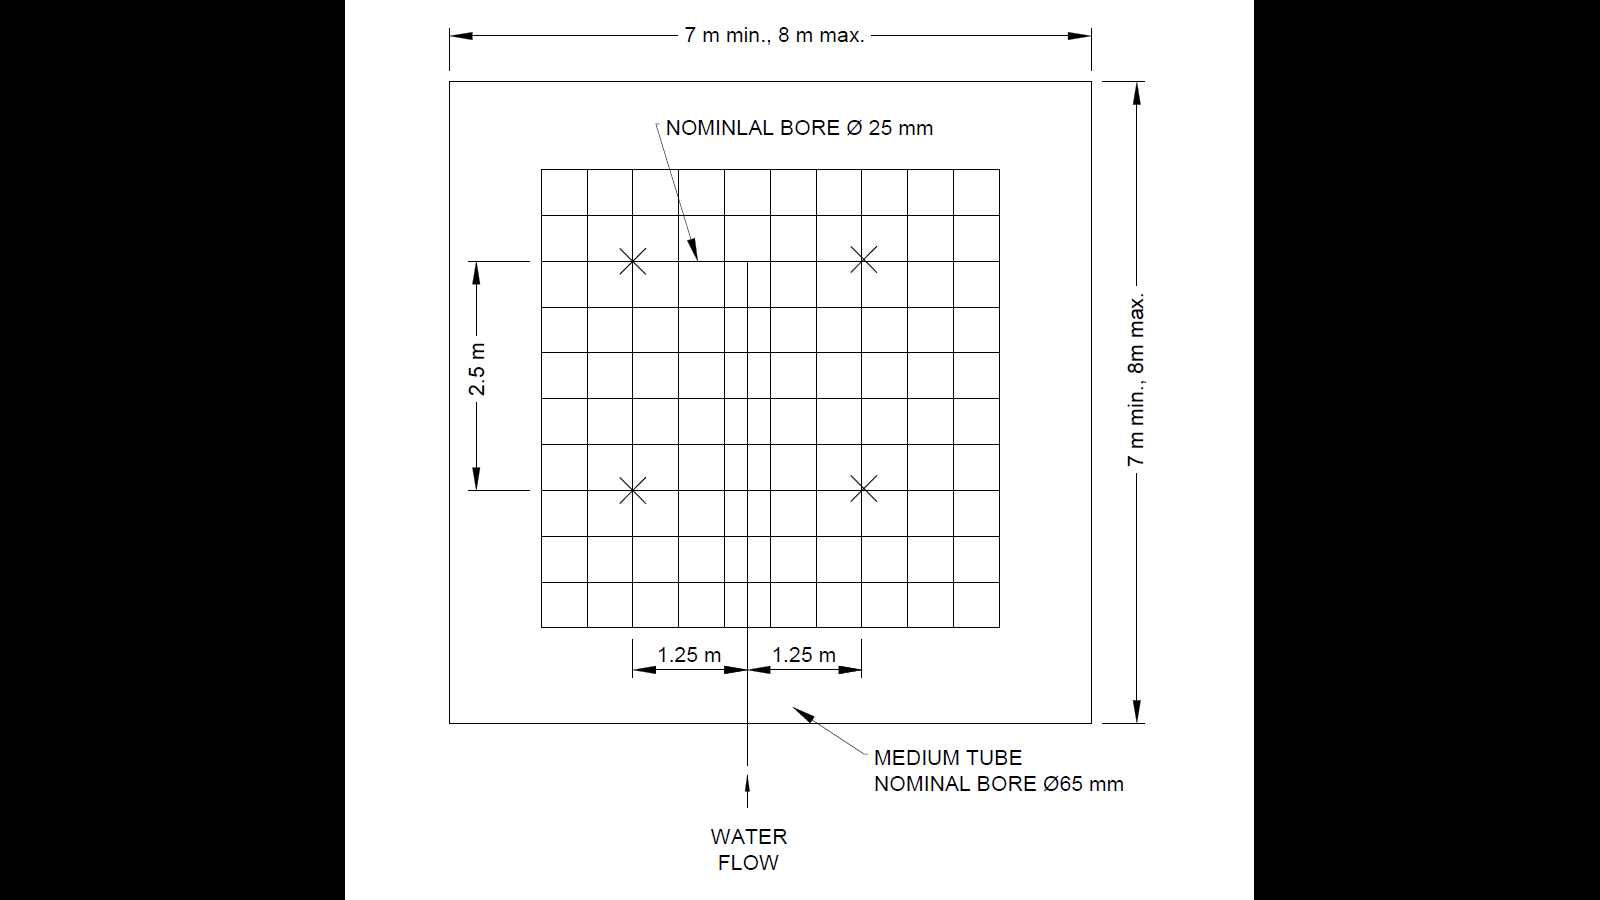 7 m min., 8 m max.
NOMINLAL BORE Ø 25 mm
2.5 m
7 m min., 8m max.
1.25 m
1.25 m
MEDIUM TUBE
NOMINAL BORE Ø65 mm
WATER
FLOW